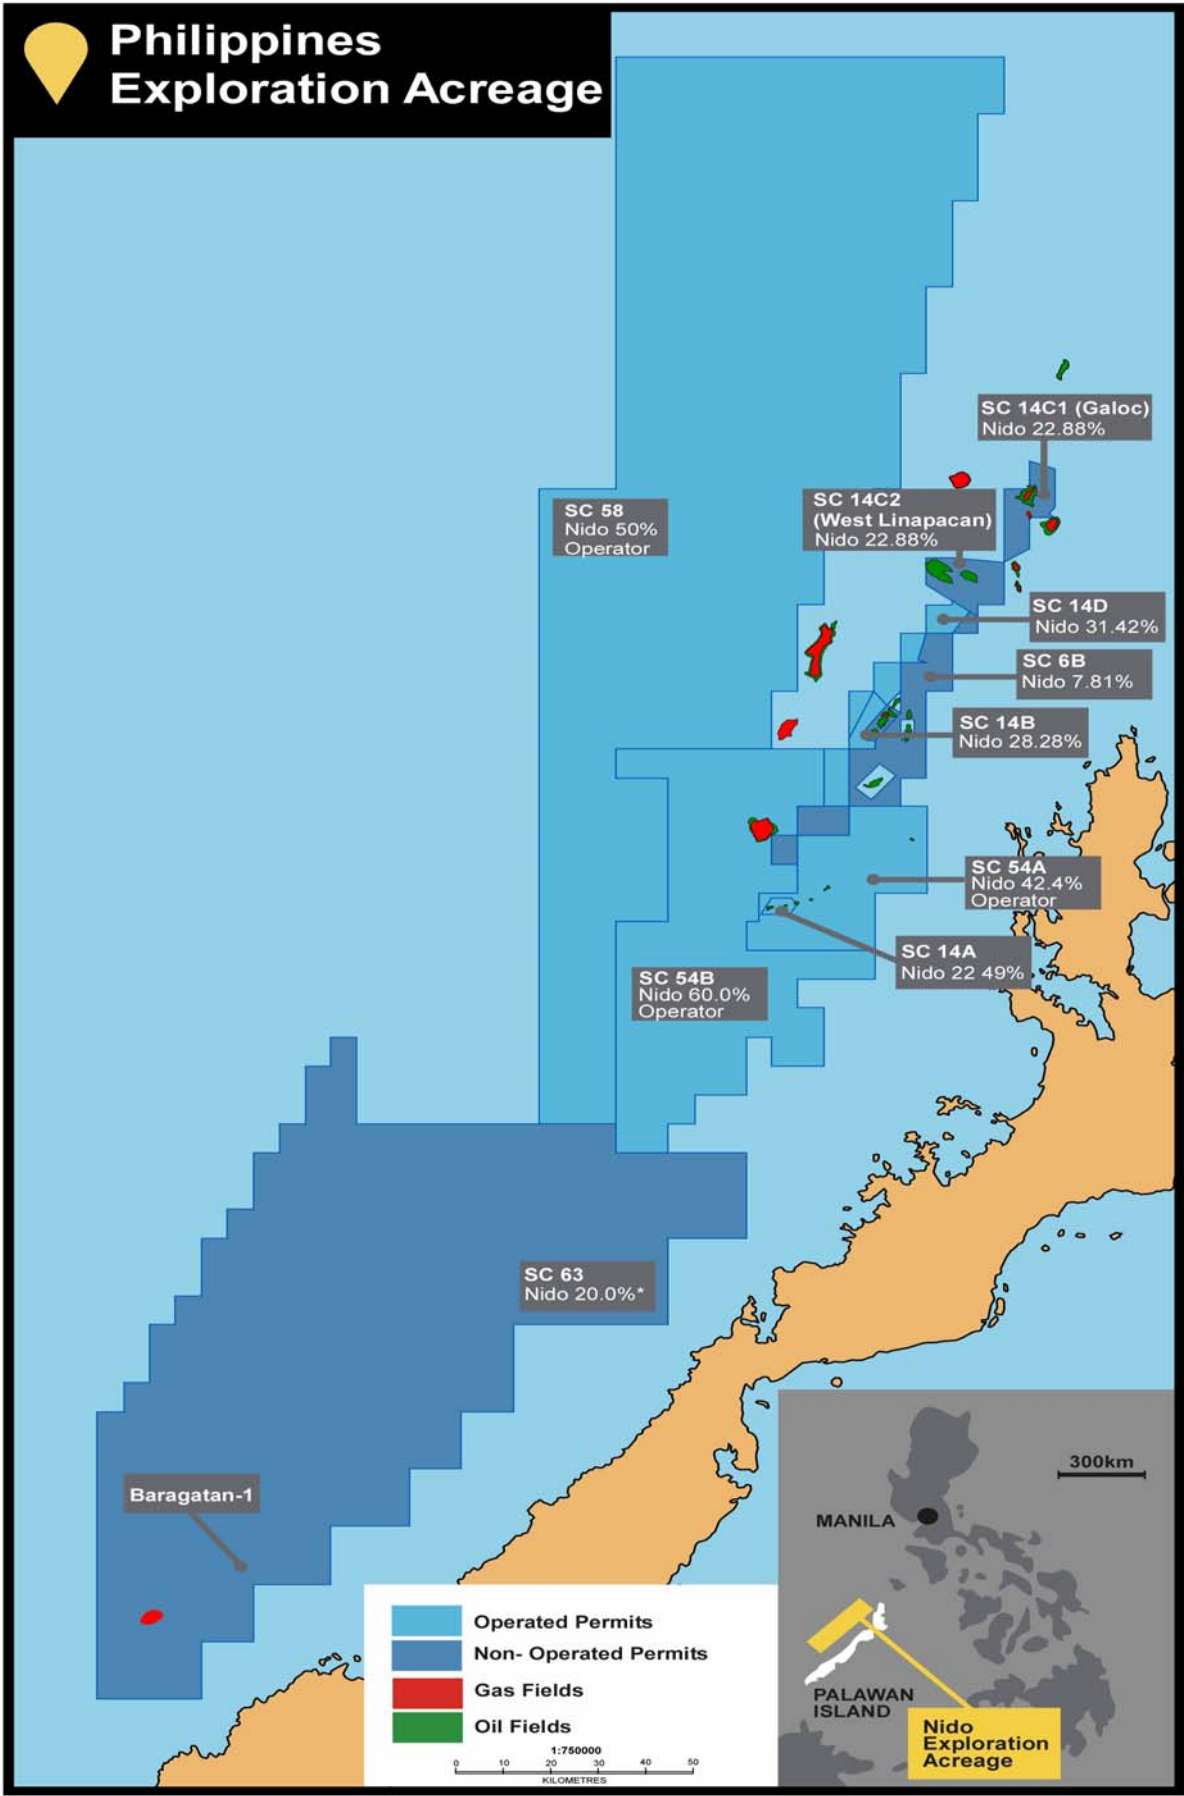 Philippines
Exploration Acreage
SC 14C1 (Galoc)
Nido 22.88%
SC 14C2
(West Linapacan)
Nido 22.88%
SC 58
Nido 50%
Operator
SC 14D
Nido 31.42%
SC 6B
Nido 7.81%
SC 14B
Nido 28.28%
SC 54A
Nido 42.4%
Operator
SC 14A
Nido 22 49%
SC 54B
Nido 60.0%
Operator
SC 63
Nido 20.0%*
Baragatan-1
Operated Permits
Non- Operated Permits
Gas Fields
Oil Fields
1:750000
0 10 20 30 40 50
KILOMETRES
300km
MANILA
PALAWAN
ISLAND
Nido
Exploration
Acreage